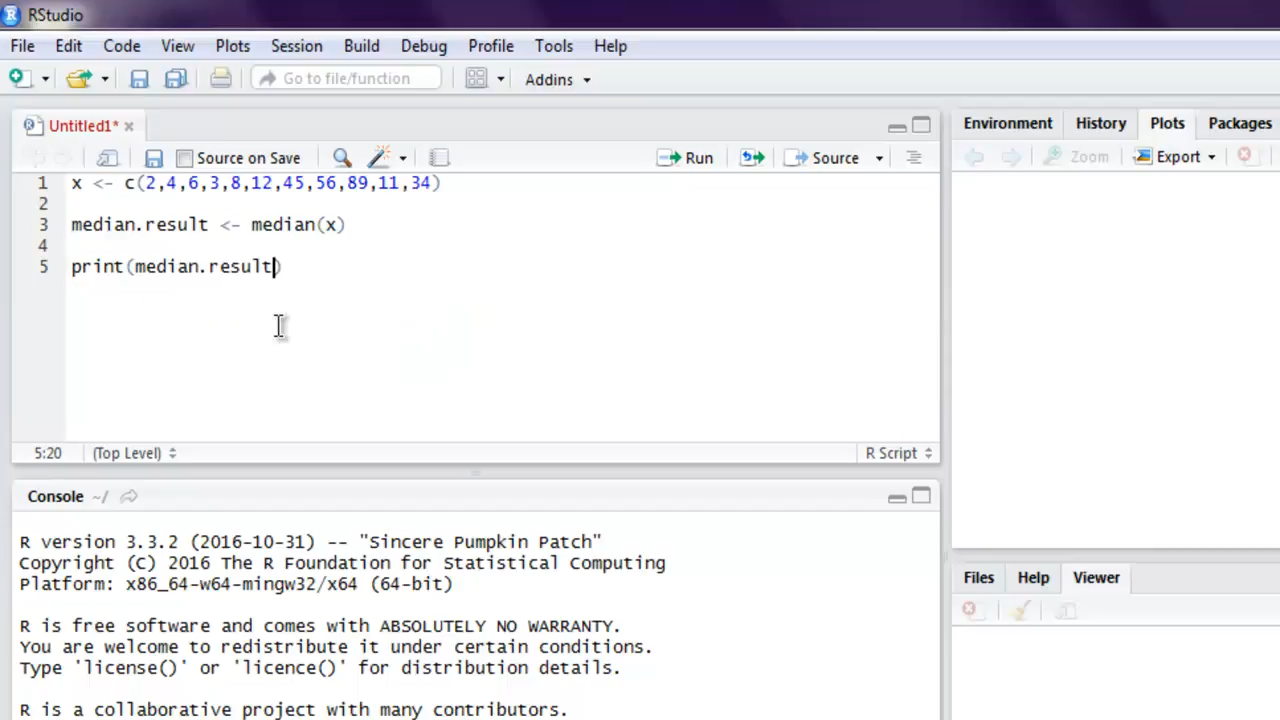 RStudio
File Edit Code View Plots Session Build Debug Profile Tools Help
Go to file/function Addins
Untitled1*
Source on Save Run Source
1 x <- c(2,4,6,3,8,12,45,56,89,11,34)
2
3 median.result <- median(x)
4
5 print(median.result)
5:20 (Top Level) R Script
Console ~/
R version 3.3.2 (2016-10-31) -- "Sincere Pumpkin Patch"
Copyright (C) 2016 The R Foundation for Statistical Computing
Platform: x86_64-w64-mingw32/x64 (64-bit)
R is free software and comes with ABSOLUTELY NO WARRANTY.
You are welcome to redistribute it under certain conditions.
Type 'license()' or 'licence()' for distribution details.
R is a collaborative project with many contributors.
Environment History Plots Packages
Zoom Export
Files Help Viewer